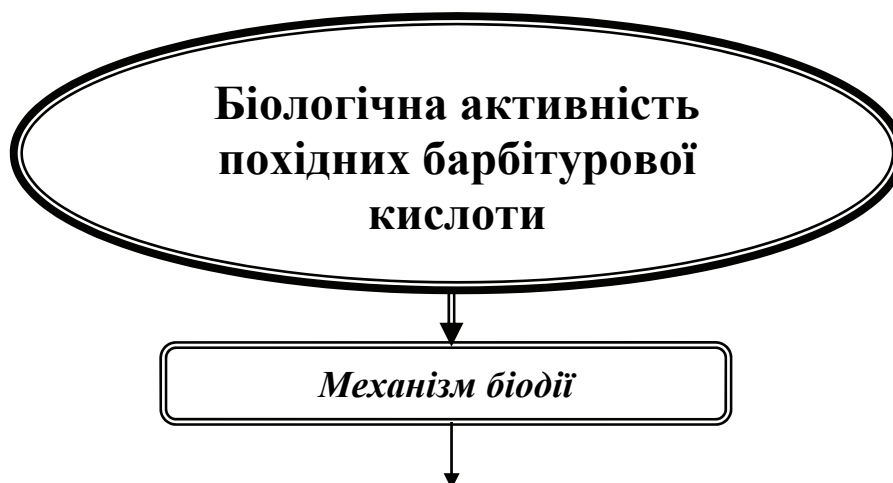 Біологічна активність
похідних барбітурової
кислоти
Механізм біодії